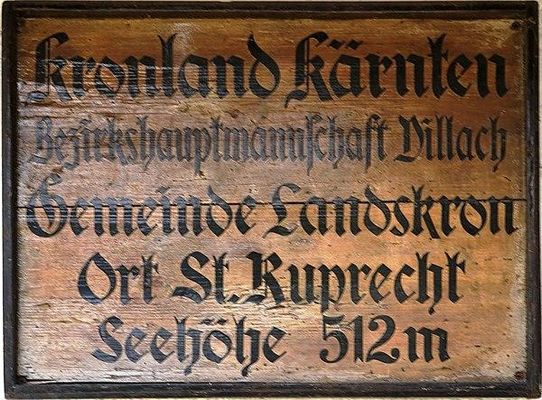 Kronland Kärnten
Bezirkshauptmannschaft Villach
Gemeinde Landskron
Ort St. Ruprecht
Seehöhe 512 m